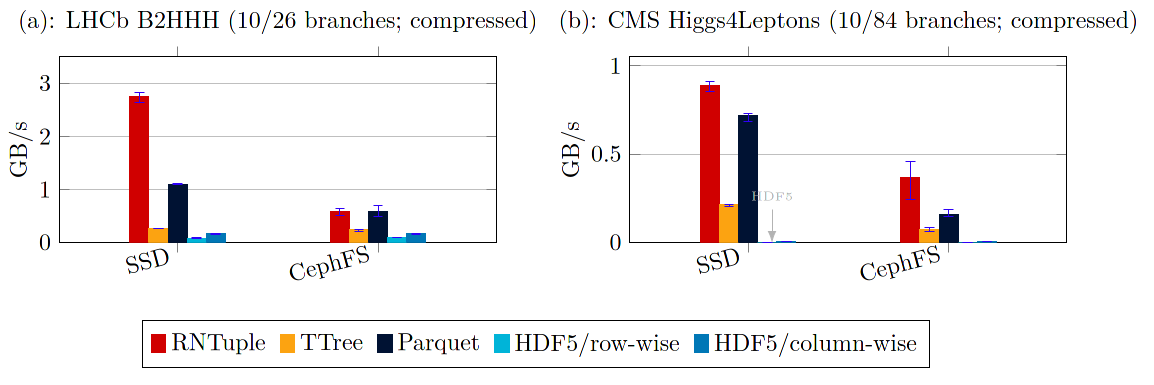 (a): LHCb B2HHH (10/26 branches; compressed)
GB/s
3
2
1
0
SSD
CephFS
(b): CMS Higgs4Leptons (10/84 branches; compressed)
GB/s
1
0.5
0
HDF5
SSD
CephFS
RNTuple TTree Parquet HDF5/row-wise HDF5/column-wise